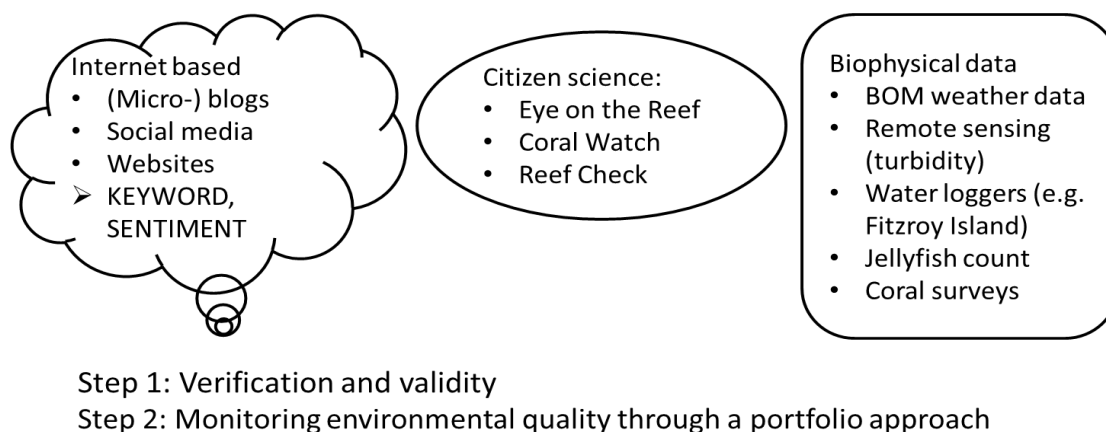 Internet based
• (Micro-) blogs
• Social media
• Websites
➢ KEYWORD,
SENTIMENT
Citizen science:
• Eye on the Reef
• Coral Watch
• Reef Check
Biophysical data
• BOM weather data
• Remote sensing
(turbidity)
• Water loggers (e.g.
Fitzroy Island)
• Jellyfish count
• Coral surveys
Step 1: Verification and validity
Step 2: Monitoring environmental quality through a portfolio approach